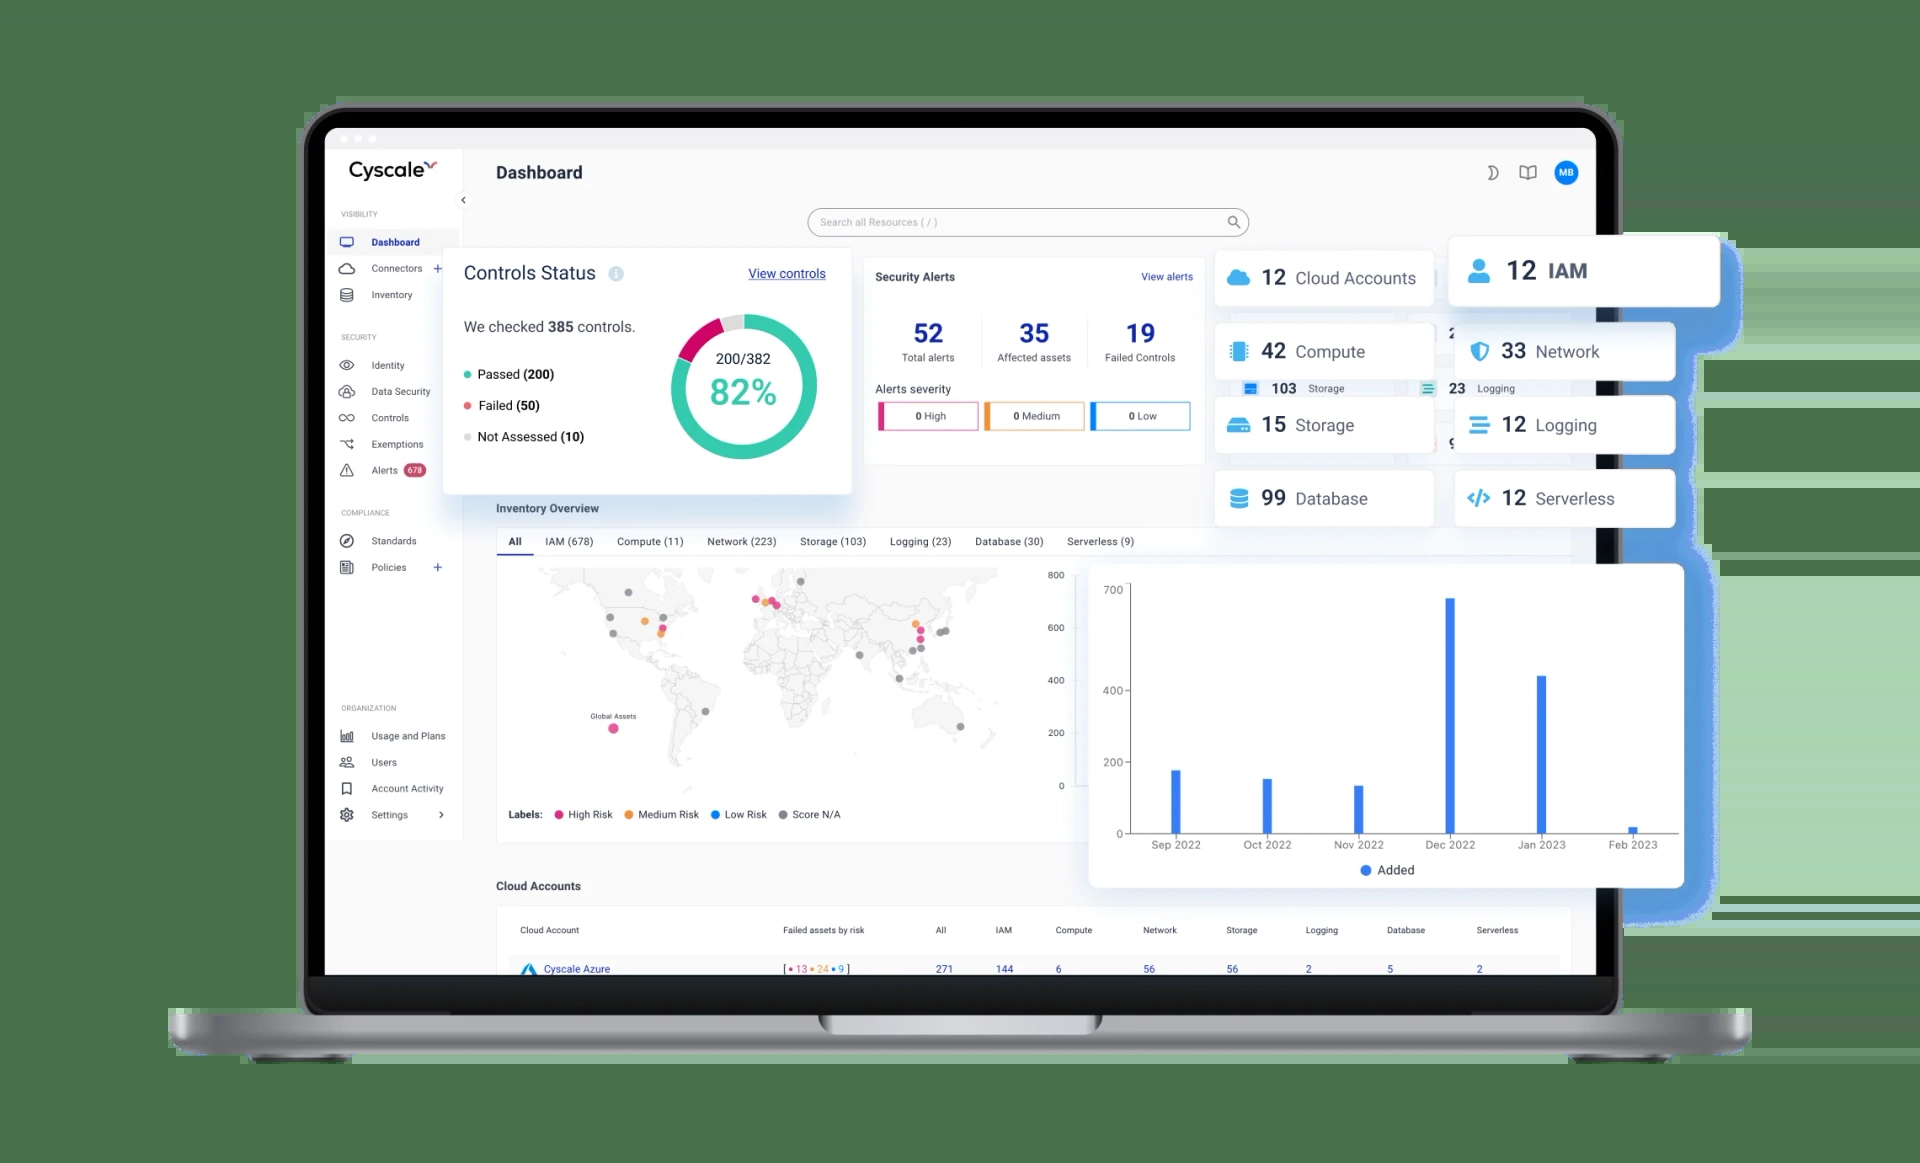 Cyscale
Dashboard
MB
Search all Resources ( / )
VISIBILITY
Dashboard
Connectors +
Inventory
SECURITY
Identity
Data Security
Controls
Exemptions
Alerts 678
COMPLIANCE
Standards
Policies +
ORGANIZATION
Usage and Plans
Users
Account Activity
Settings
Controls Status
View controls
We checked 385 controls.
Passed (200)
Failed (50)
Not Assessed (10)
200/382
82%
Security Alerts
View alerts
52
35
19
Total alerts
Affected assets
Failed Controls
Alerts severity
0 High
0 Medium
0 Low
12 Cloud Accounts
12 IAM
42 Compute
33 Network
103 Storage
23 Logging
15 Storage
12 Logging
99 Database
12 Serverless
Inventory Overview
All
IAM (678)
Compute (11)
Network (223)
Storage (103)
Logging (23)
Database (30)
Serverless (9)
Global Assets
Labels:
High Risk
Medium Risk
Low Risk
Score N/A
800
600
400
200
0
700
400
200
0
Sep 2022
Oct 2022
Nov 2022
Dec 2022
Jan 2023
Feb 2023
Added
Cloud Accounts
Cloud Account
Failed assets by risk
All
IAM
Compute
Network
Storage
Logging
Database
Serverless
Cyscale Azure
[ • 13 • 24 • 9 ]
271
144
6
56
56
2
5
2